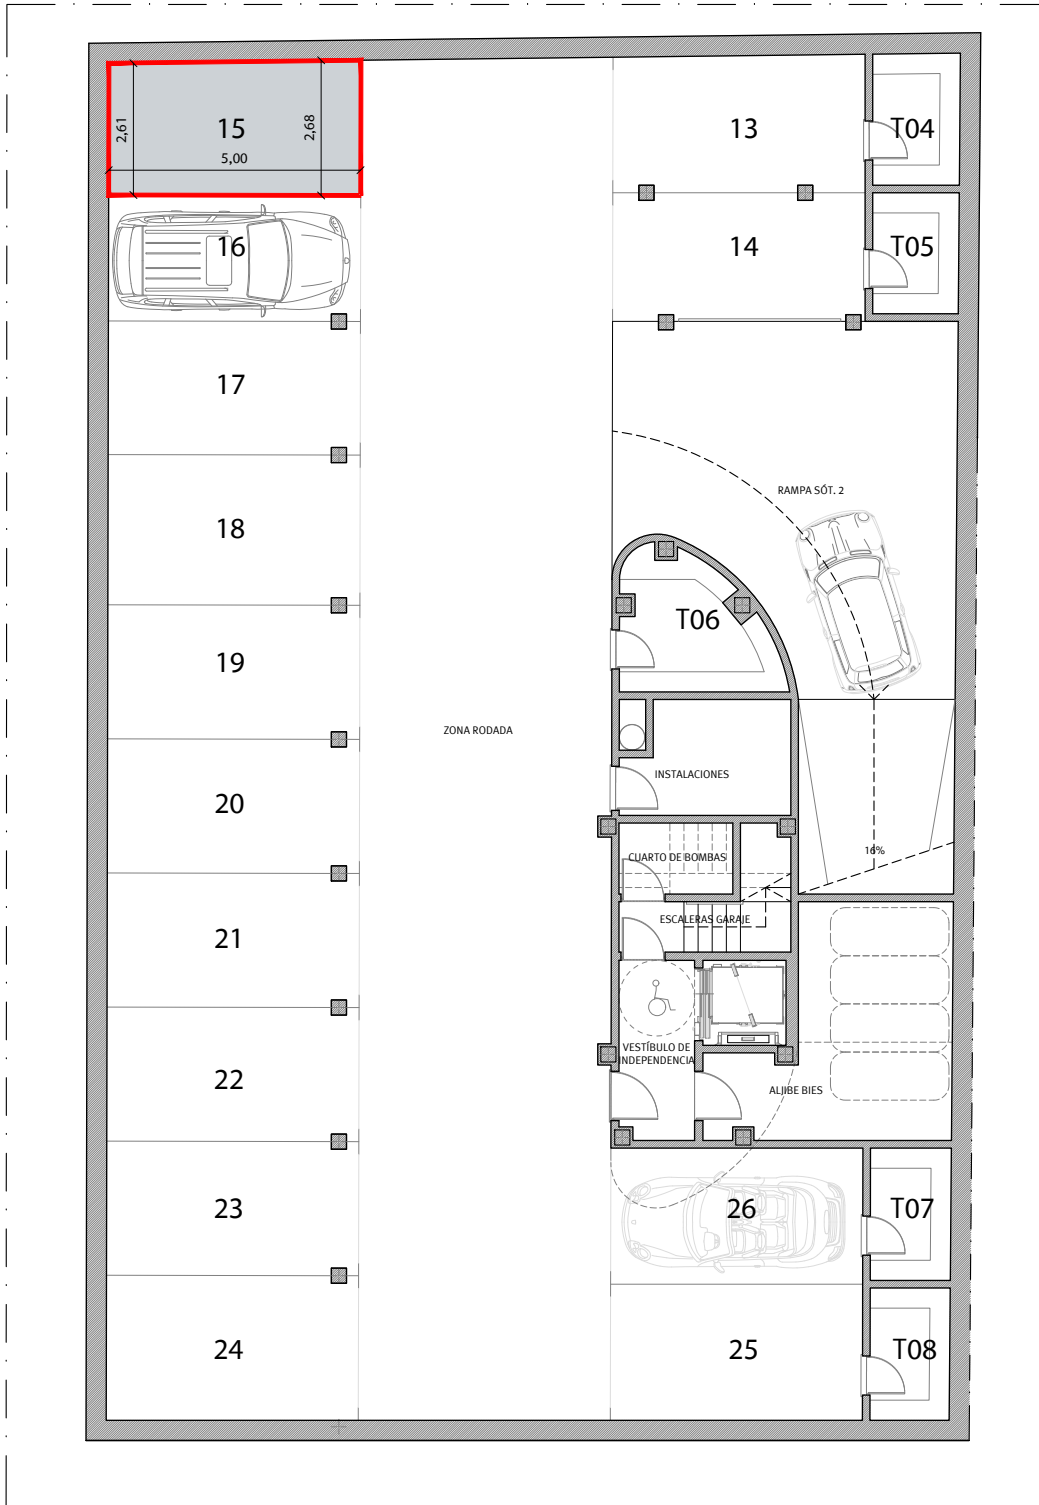 15
2,61
2,68
5,00
13
T04
16
14
T05
17
RAMPA SÓT. 2
18
T06
19
ZONA RODADA
INSTALACIONES
20
16%
CUARTO DE BOMBAS
ESCALERAS GARAJE
21
VESTÍBULO DE
INDEPENDENCIA
22
ALJIBE BIES
23
26
T07
24
25
T08